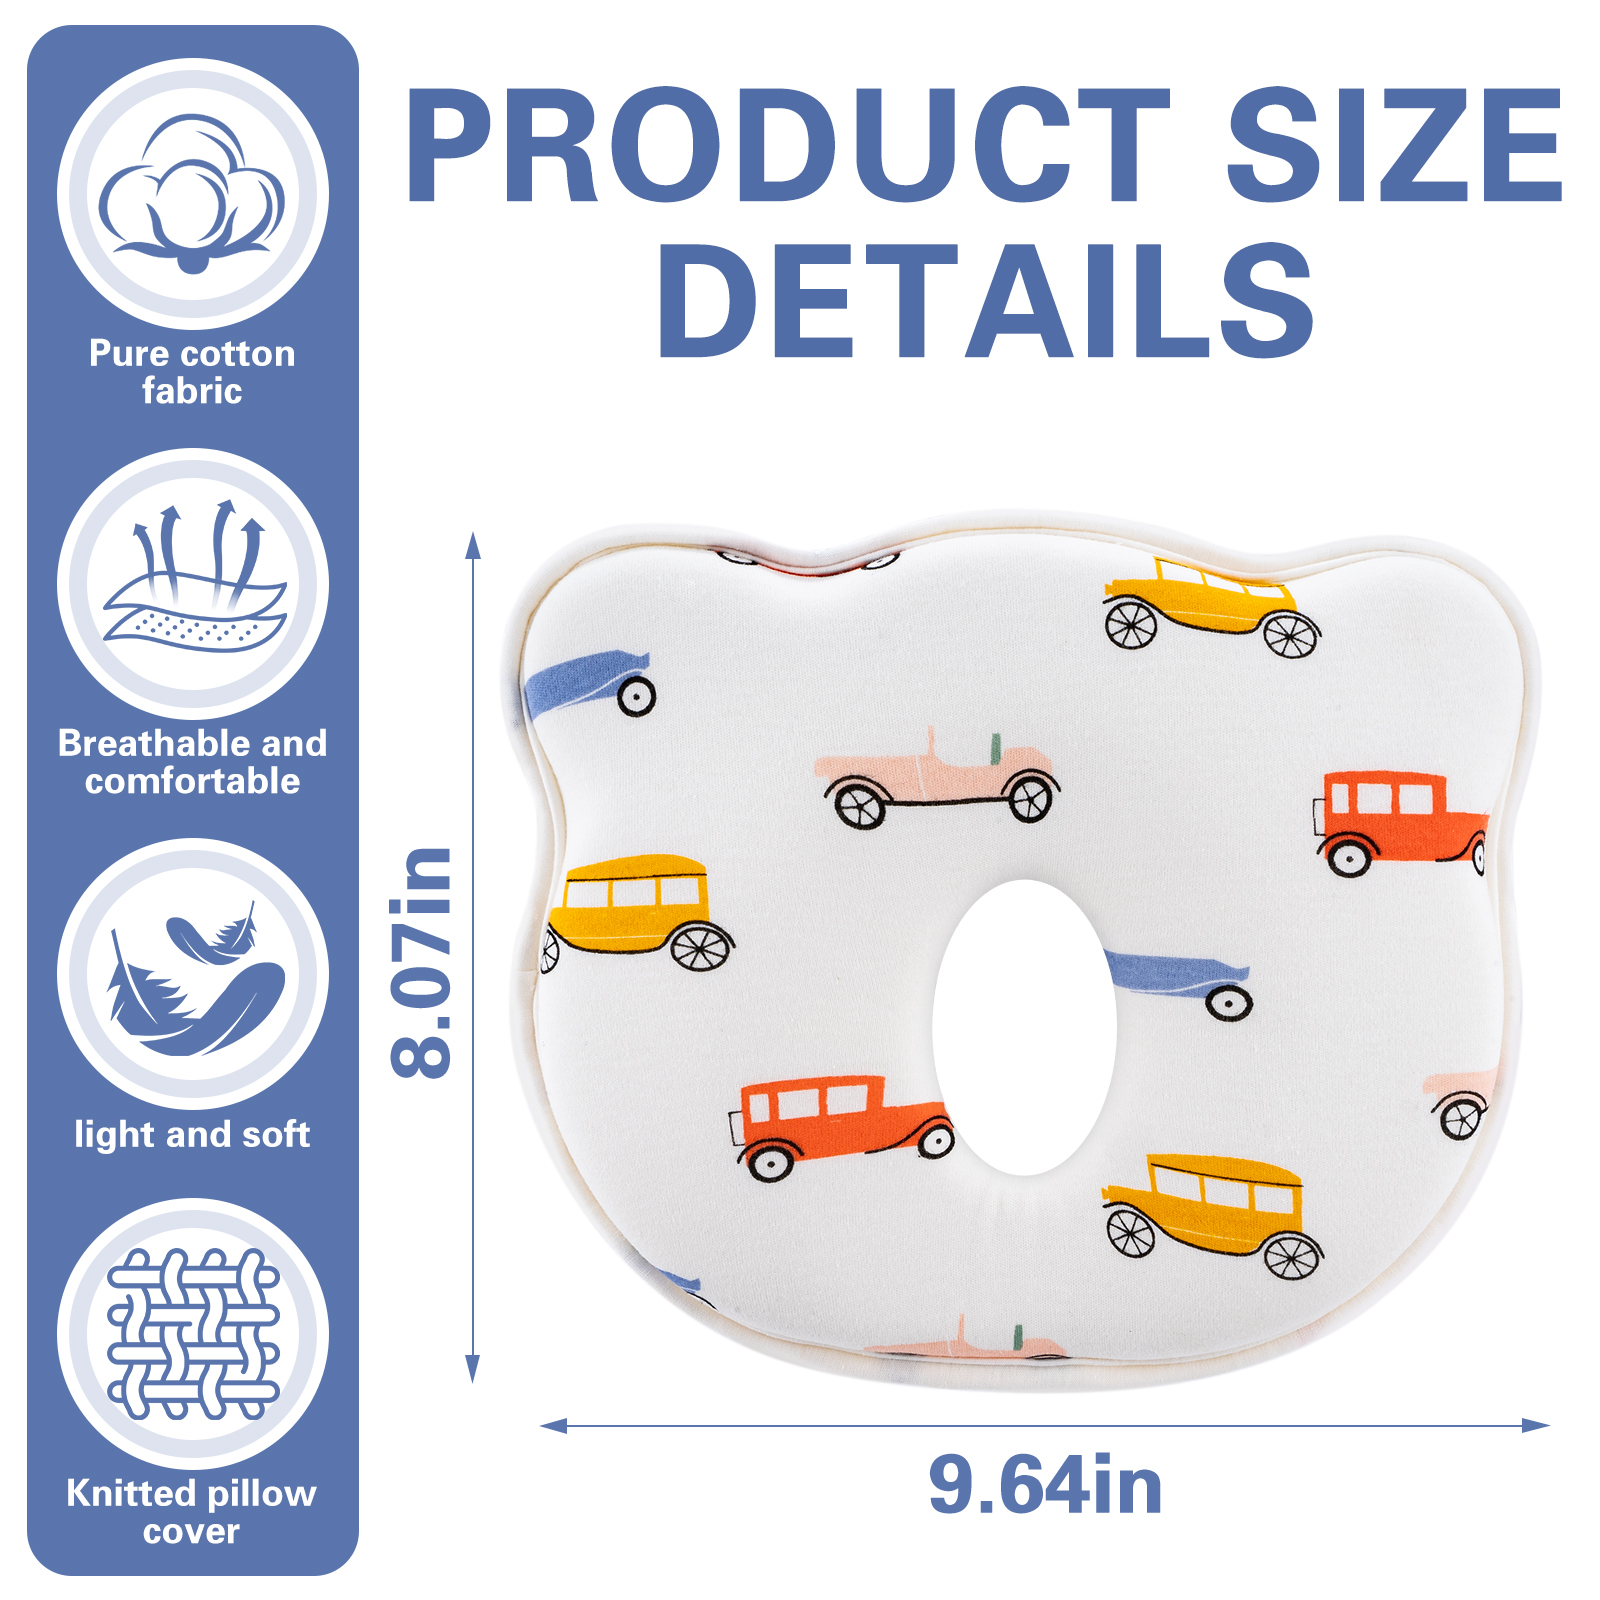 PRODUCT SIZE
DETAILS
Pure cotton
fabric
Breathable and
comfortable
light and soft
Knitted pillow
cover
8.07in
9.64in